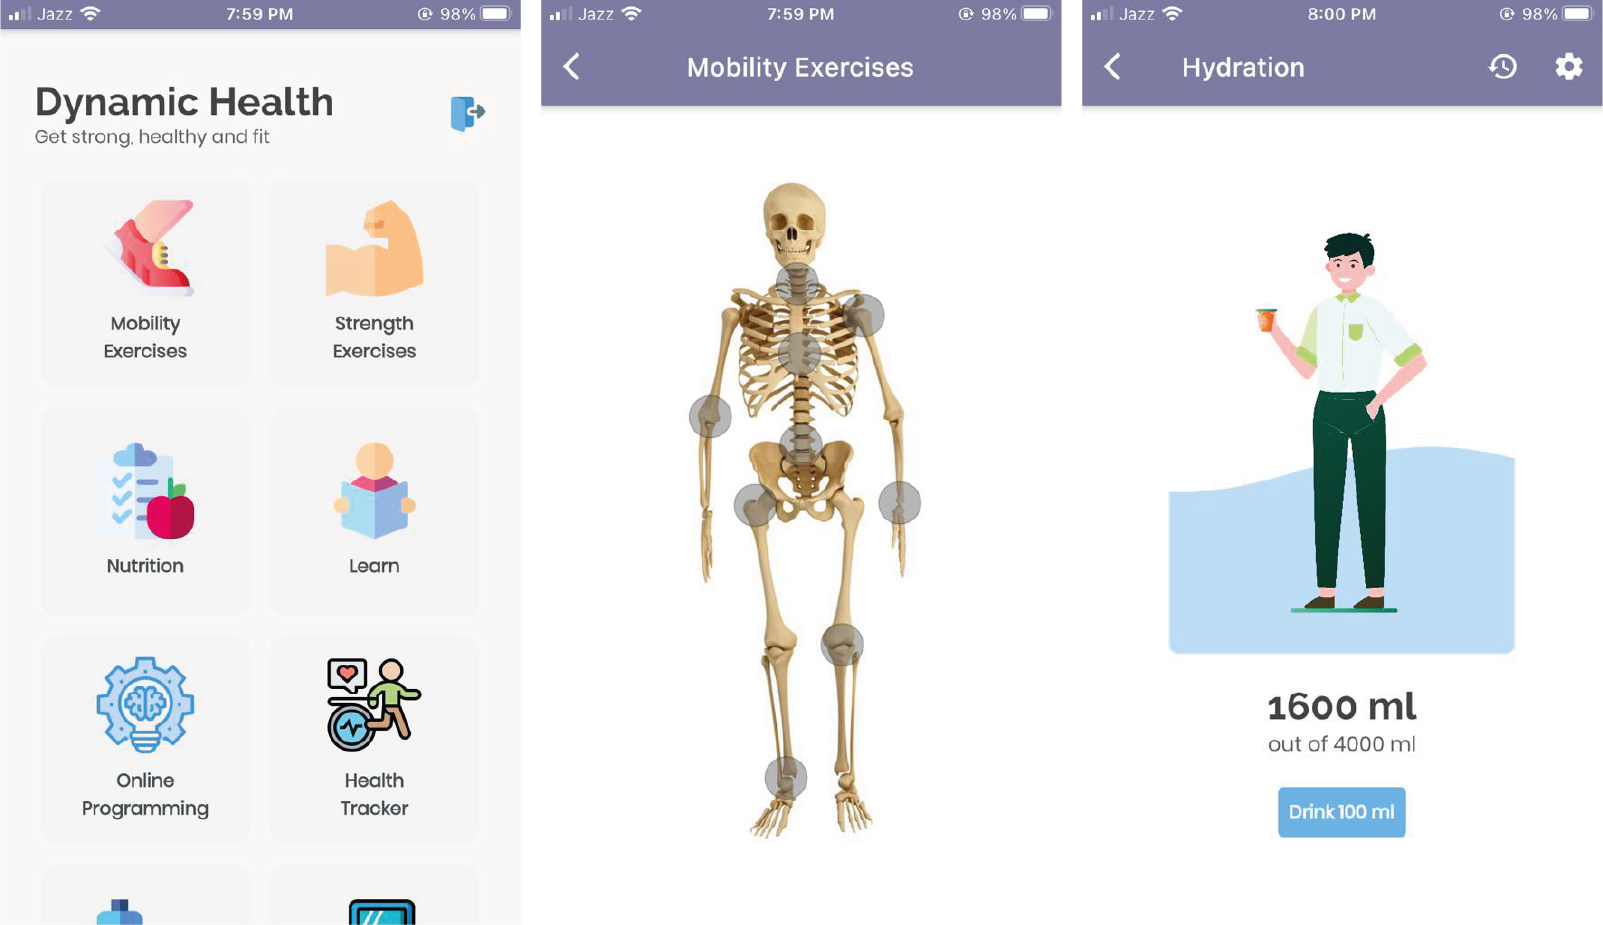 Jazz 7:59 PM 98%
Dynamic Health
Get strong, healthy and fit
Mobility
Exercises
Strength
Exercises
Nutrition
Learn
Online
Programming
Health
Tracker
Jazz 7:59 PM 98%
Mobility Exercises
Jazz 8:00 PM 98%
Hydration
1600 ml
out of 4000 ml
Drink 100 ml